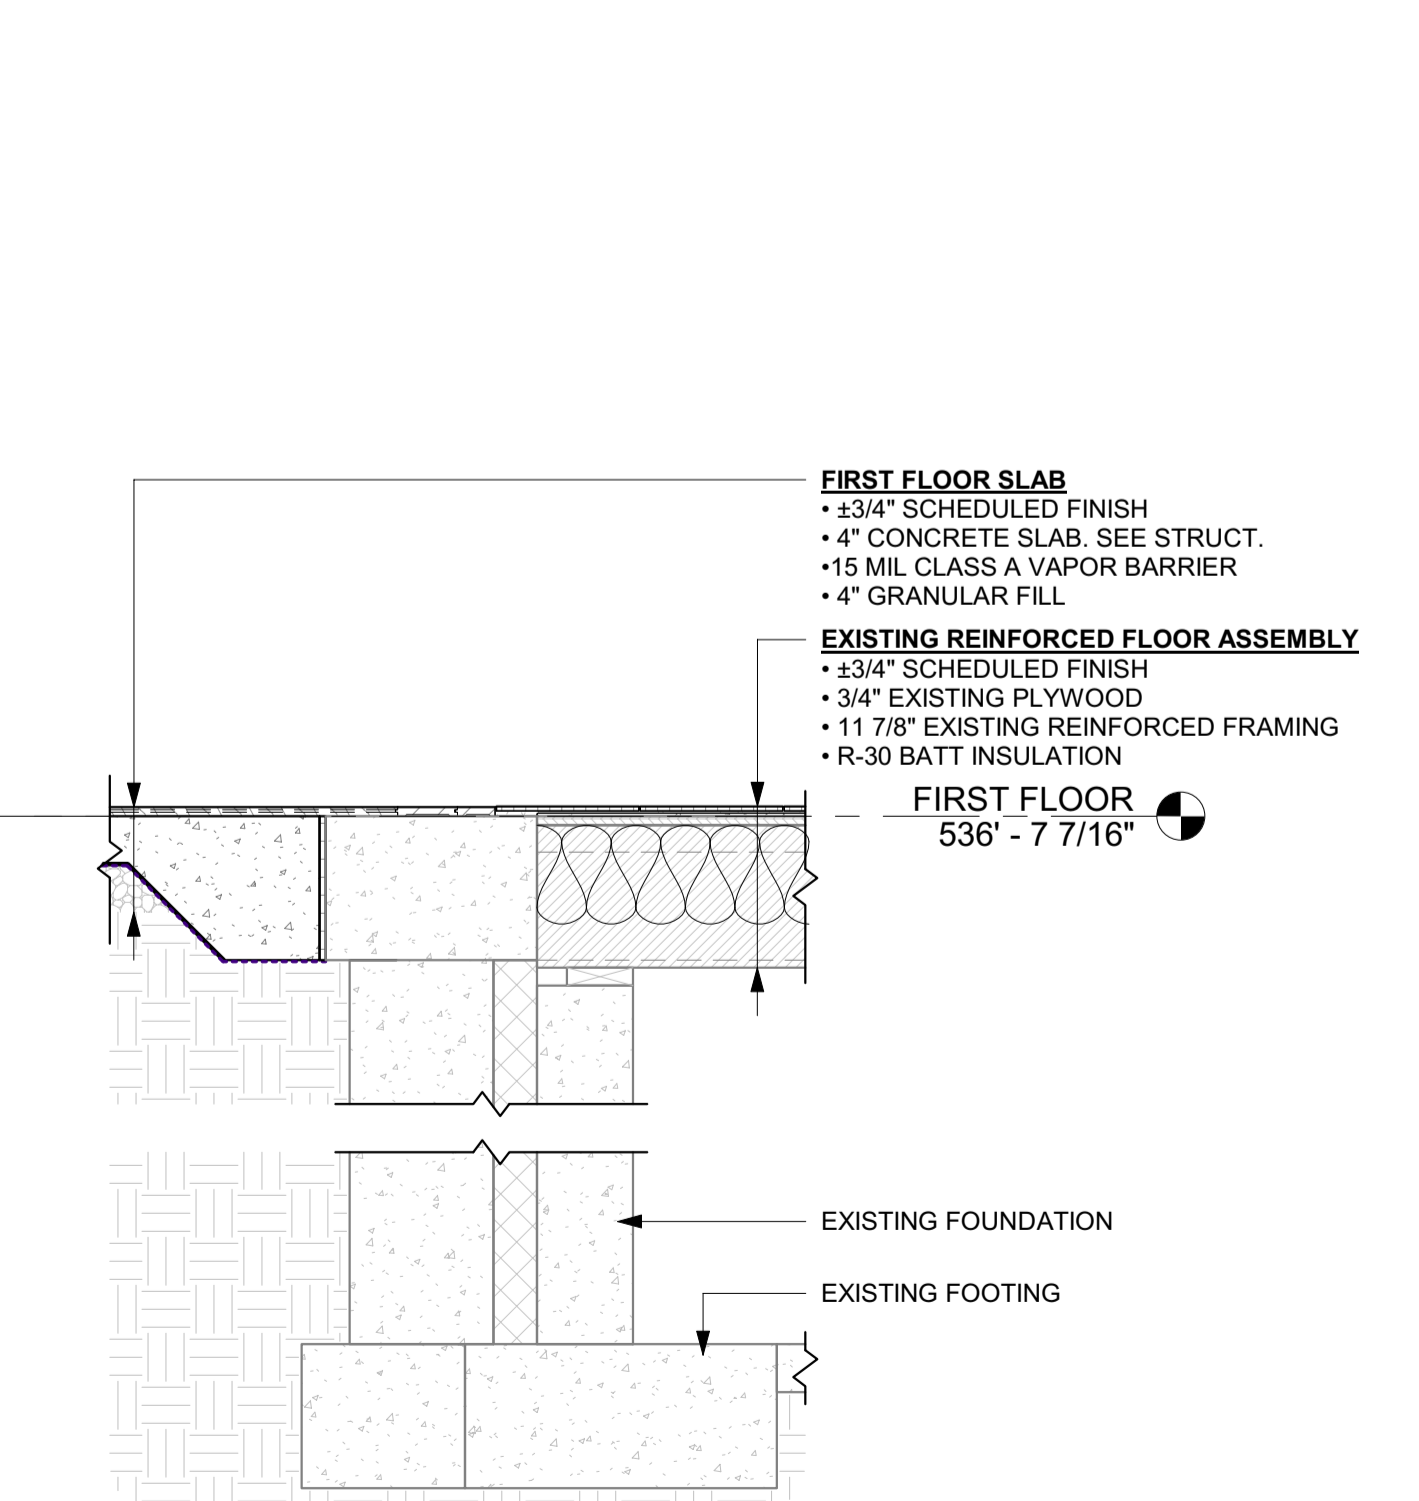 FIRST FLOOR SLAB
• ±3/4" SCHEDULED FINISH
• 4" CONCRETE SLAB. SEE STRUCT.
•15 MIL CLASS A VAPOR BARRIER
• 4" GRANULAR FILL
EXISTING REINFORCED FLOOR ASSEMBLY
• ±3/4" SCHEDULED FINISH
• 3/4" EXISTING PLYWOOD
• 11 7/8" EXISTING REINFORCED FRAMING
• R-30 BATT INSULATION
FIRST FLOOR
536' - 7 7/16"
EXISTING FOUNDATION
EXISTING FOOTING